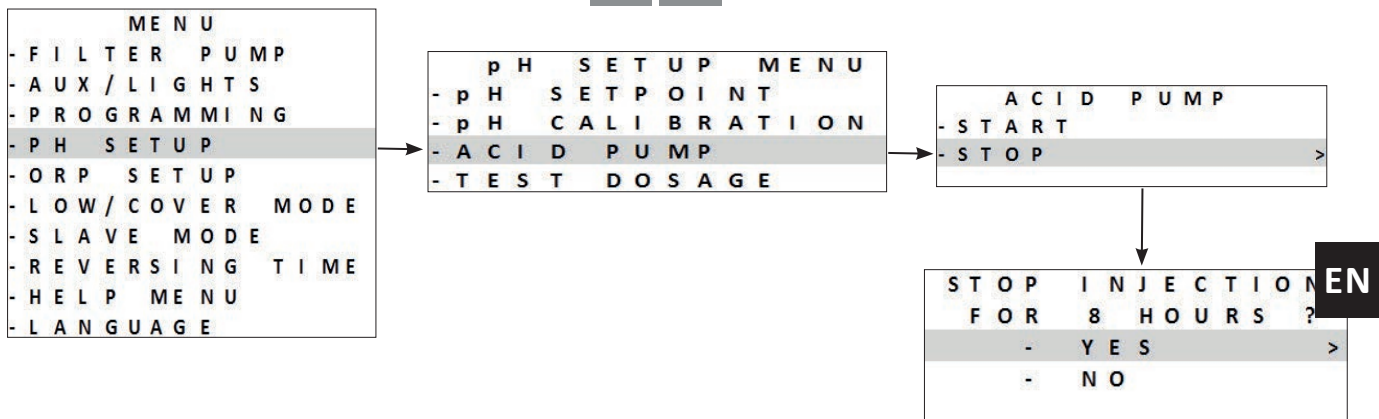 MENU
-FILTER PUMP
-AUX/LIGHTS
-PROGRAMMING
-PH SETUP
-ORP SETUP
-LOW/COVER MODE
-SLAVE MODE
-REVERSING TIME
-HELP MENU
-LANGUAGE
pH SETUP MENU
-pH SETPOINT
-pH CALIBRATION
-ACID PUMP
-TEST DOSAGE
ACID PUMP
-START
-STOP >
STOP INJECTION
FOR 8 HOURS ?
- YES >
- NO
EN